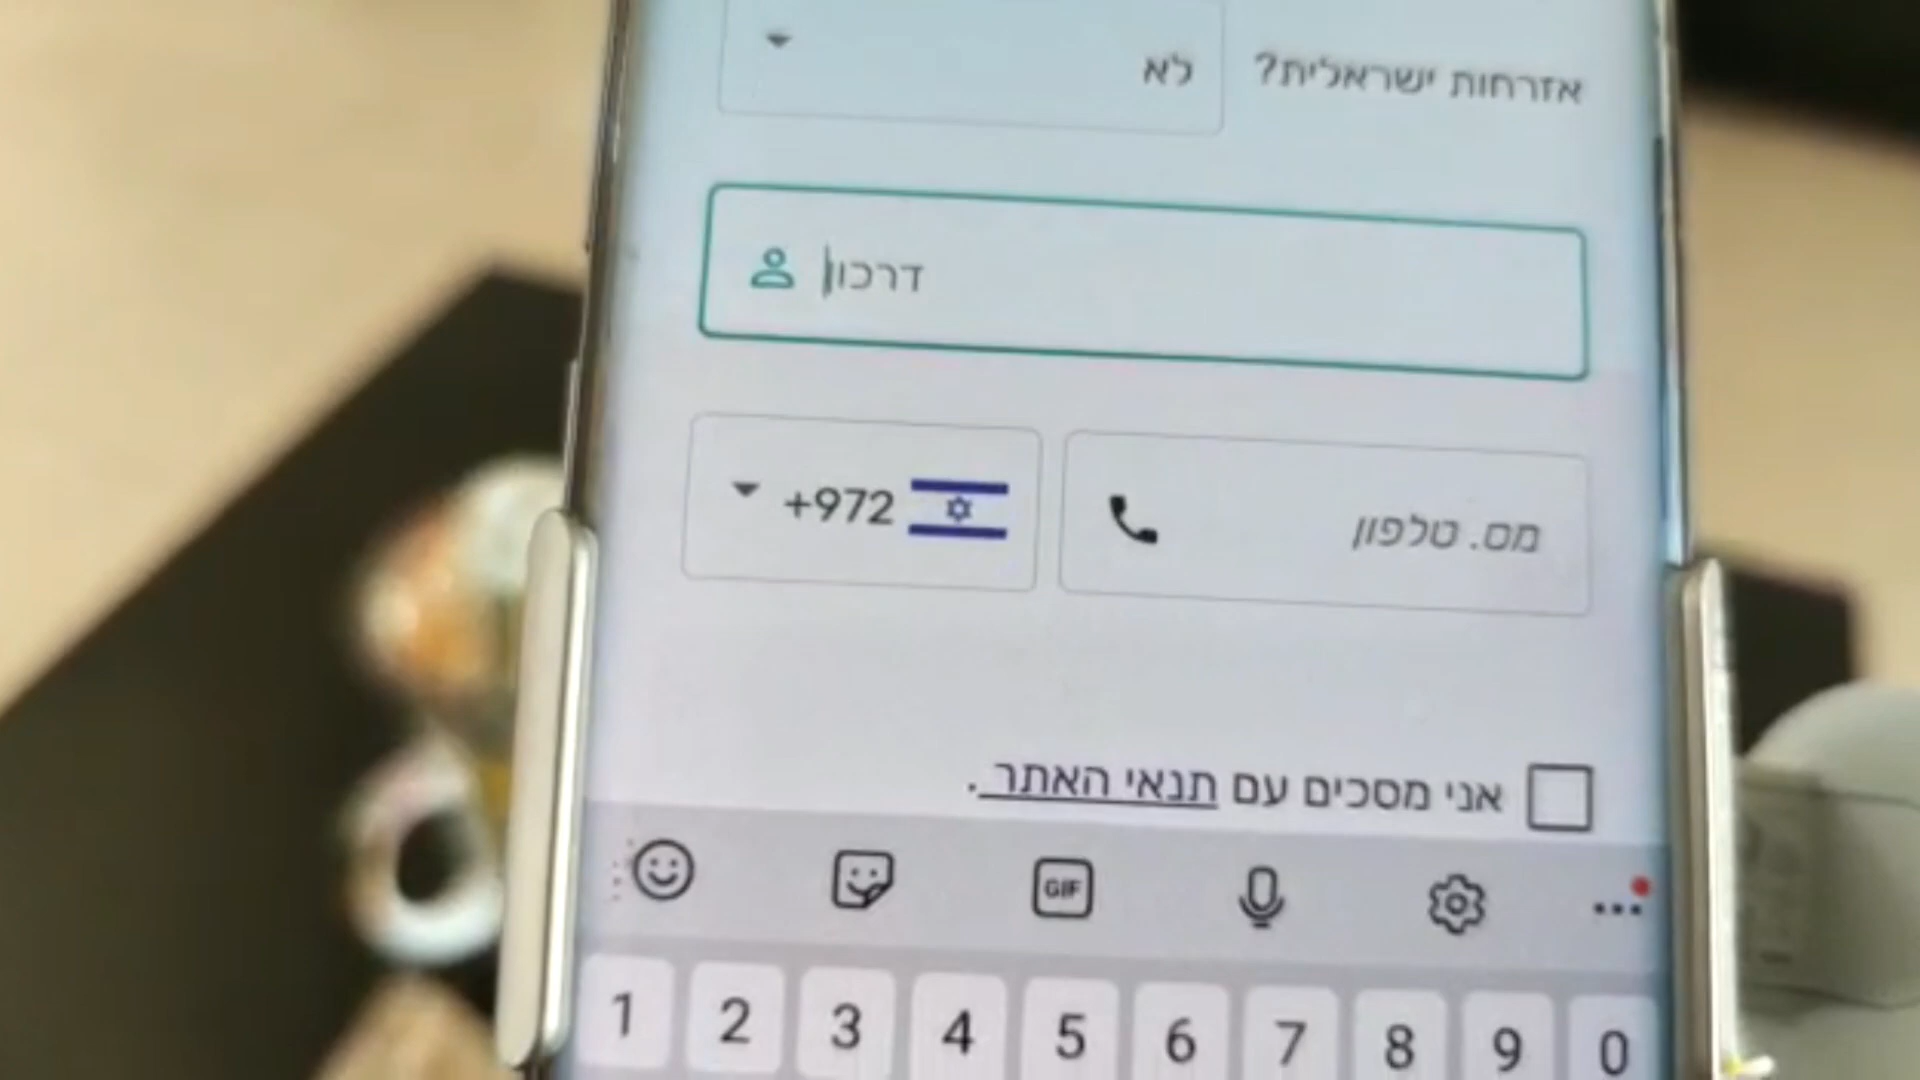 אזרחות ישראלית? לא
דרכון
מס. טלפון +972
אני מסכים עם תנאי האתר.
GIF
1 2 3 4 5 6 7 8 9 0